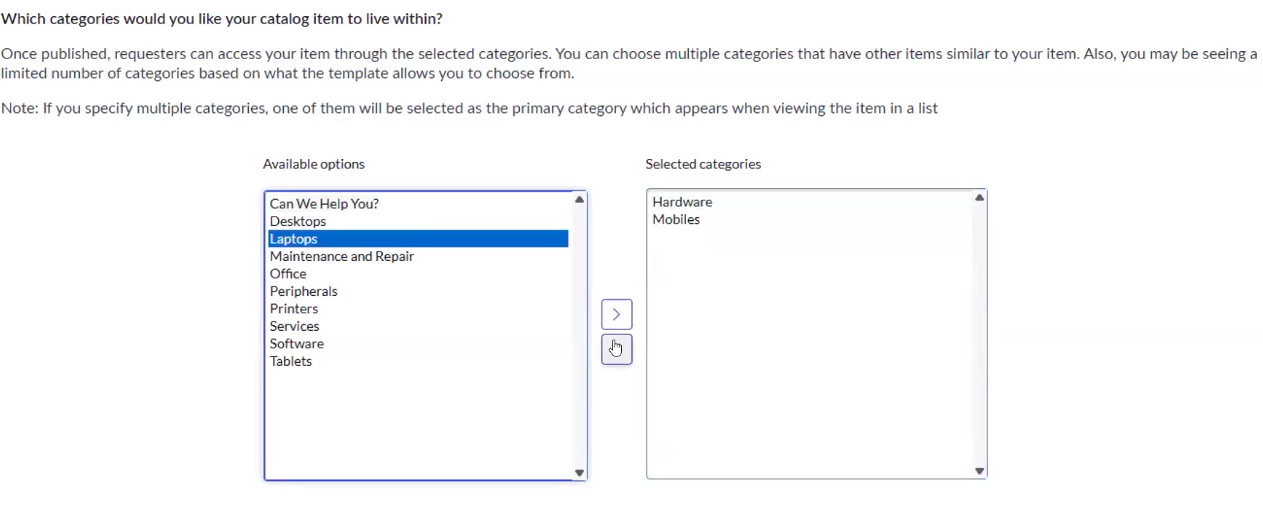 Which categories would you like your catalog item to live within?
Once published, requesters can access your item through the selected categories. You can choose multiple categories that have other items similar to your item. Also, you may be seeing a
limited number of categories based on what the template allows you to choose from.
Note: If you specify multiple categories, one of them will be selected as the primary category which appears when viewing the item in a list
Available options
Can We Help You?
Desktops
Laptops
Maintenance and Repair
Office
Peripherals
Printers
Services
Software
Tablets
Selected categories
Hardware
Mobiles